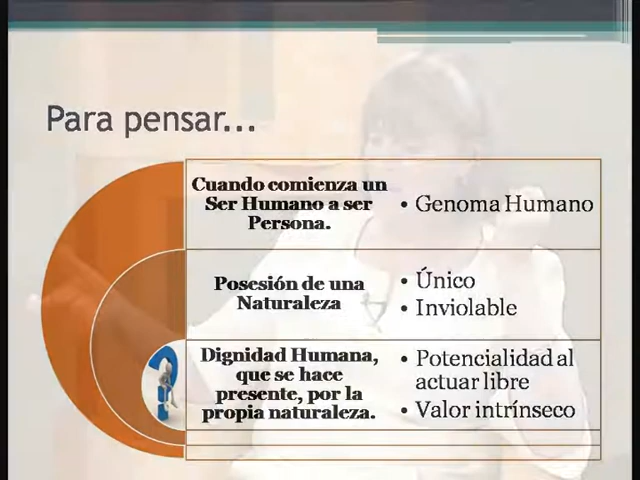 Para pensar...
Cuando comienza un
Ser Humano a ser
Persona.
• Genoma Humano
Posesión de una
Naturaleza
• Único
• Inviolable
Dignidad Humana,
que se hace
presente, por la
propia naturaleza.
• Potencialidad al
actuar libre
• Valor intrínseco
?